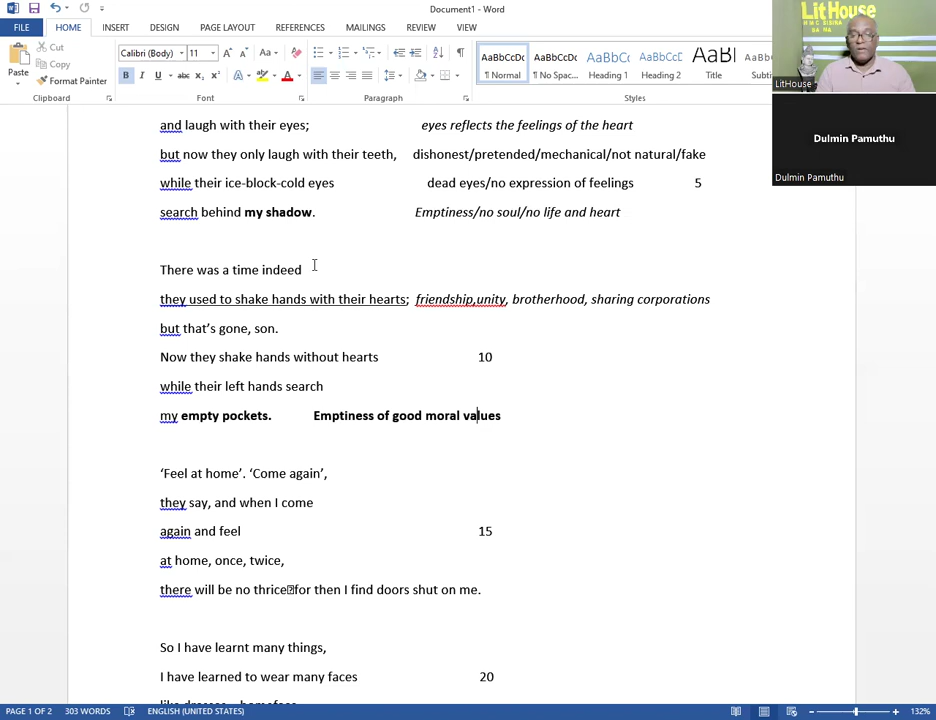 Document1 - Word
FILE HOME INSERT DESIGN PAGE LAYOUT REFERENCES MAILINGS REVIEW VIEW
Cut
Copy
Format Painter
Paste
Calibri (Body) 11
AaBbCcDc AaBbCcDc AaBbCc AaBbCcD AaBl AaBb
¶ Normal ¶ No Spac... Heading 1 Heading 2 Title Subti
Clipboard Font Paragraph Styles
LitHouse
LitHouse
Dulmin Pamuthu
Dulmin Pamuthu
and laugh with their eyes; eyes reflects the feelings of the heart
but now they only laugh with their teeth, dishonest/pretended/mechanical/not natural/fake
while their ice-block-cold eyes dead eyes/no expression of feelings 5
search behind my shadow. Emptiness/no soul/no life and heart
There was a time indeed
they used to shake hands with their hearts; friendship,unity, brotherhood, sharing corporations
but that’s gone, son.
Now they shake hands without hearts 10
while their left hands search
my empty pockets. Emptiness of good moral values
‘Feel at home’. ‘Come again’,
they say, and when I come
again and feel 15
at home, once, twice,
there will be no thrice for then I find doors shut on me.
So I have learnt many things,
I have learned to wear many faces 20
like dresses – homeface,
PAGE 1 OF 2 303 WORDS ENGLISH (UNITED STATES) 132%